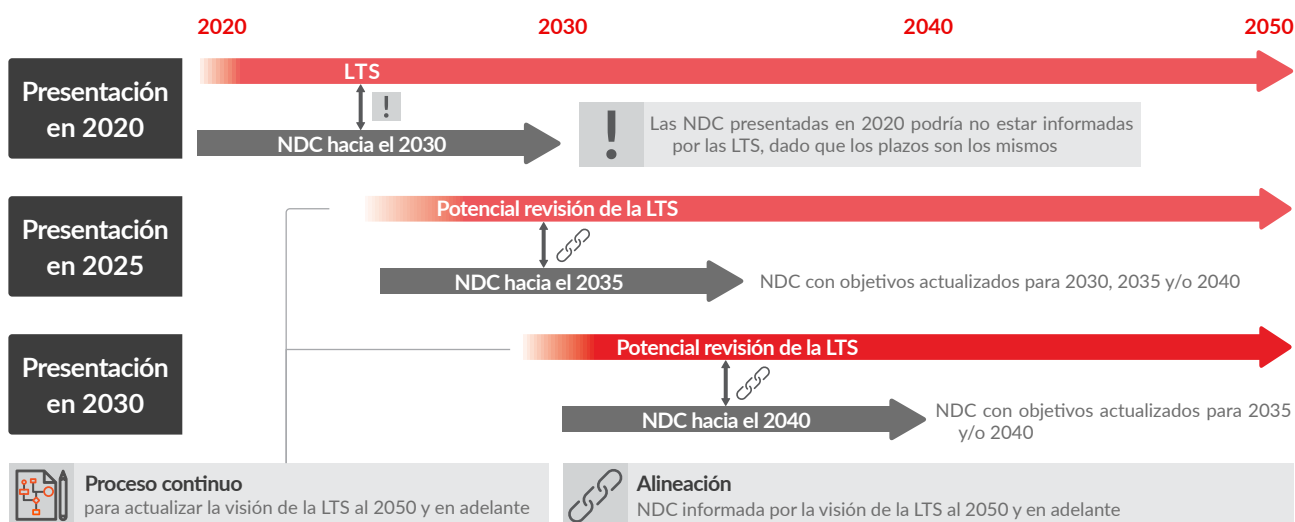 2020 2030 2040 2050
Presentación
en 2020
LTS
!
NDC hacia el 2030
!
Las NDC presentadas en 2020 podría no estar informadas
por las LTS, dado que los plazos son los mismos
Presentación
en 2025
Potencial revisión de la LTS
NDC hacia el 2035
NDC con objetivos actualizados para 2030, 2035 y/o 2040
Presentación
en 2030
Potencial revisión de la LTS
NDC hacia el 2040
NDC con objetivos actualizados para 2035
y/o 2040
Proceso continuo
para actualizar la visión de la LTS al 2050 y en adelante
Alineación
NDC informada por la visión de la LTS al 2050 y en adelante